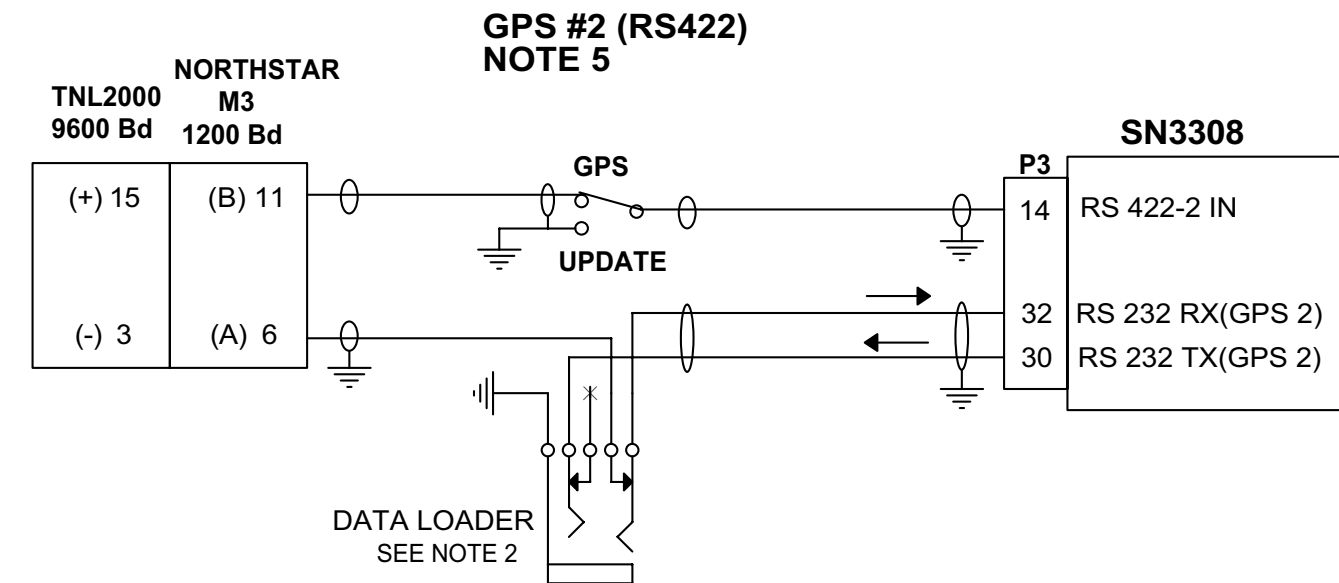 GPS #2 (RS422)
NOTE 5
TNL2000
9600 Bd
NORTHSTAR
M3
1200 Bd
SN3308
P3
GPS
(+) 15
(B) 11
14
RS 422-2 IN
UPDATE
(-) 3
(A) 6
32
RS 232 RX(GPS 2)
30
RS 232 TX(GPS 2)
DATA LOADER
SEE NOTE 2